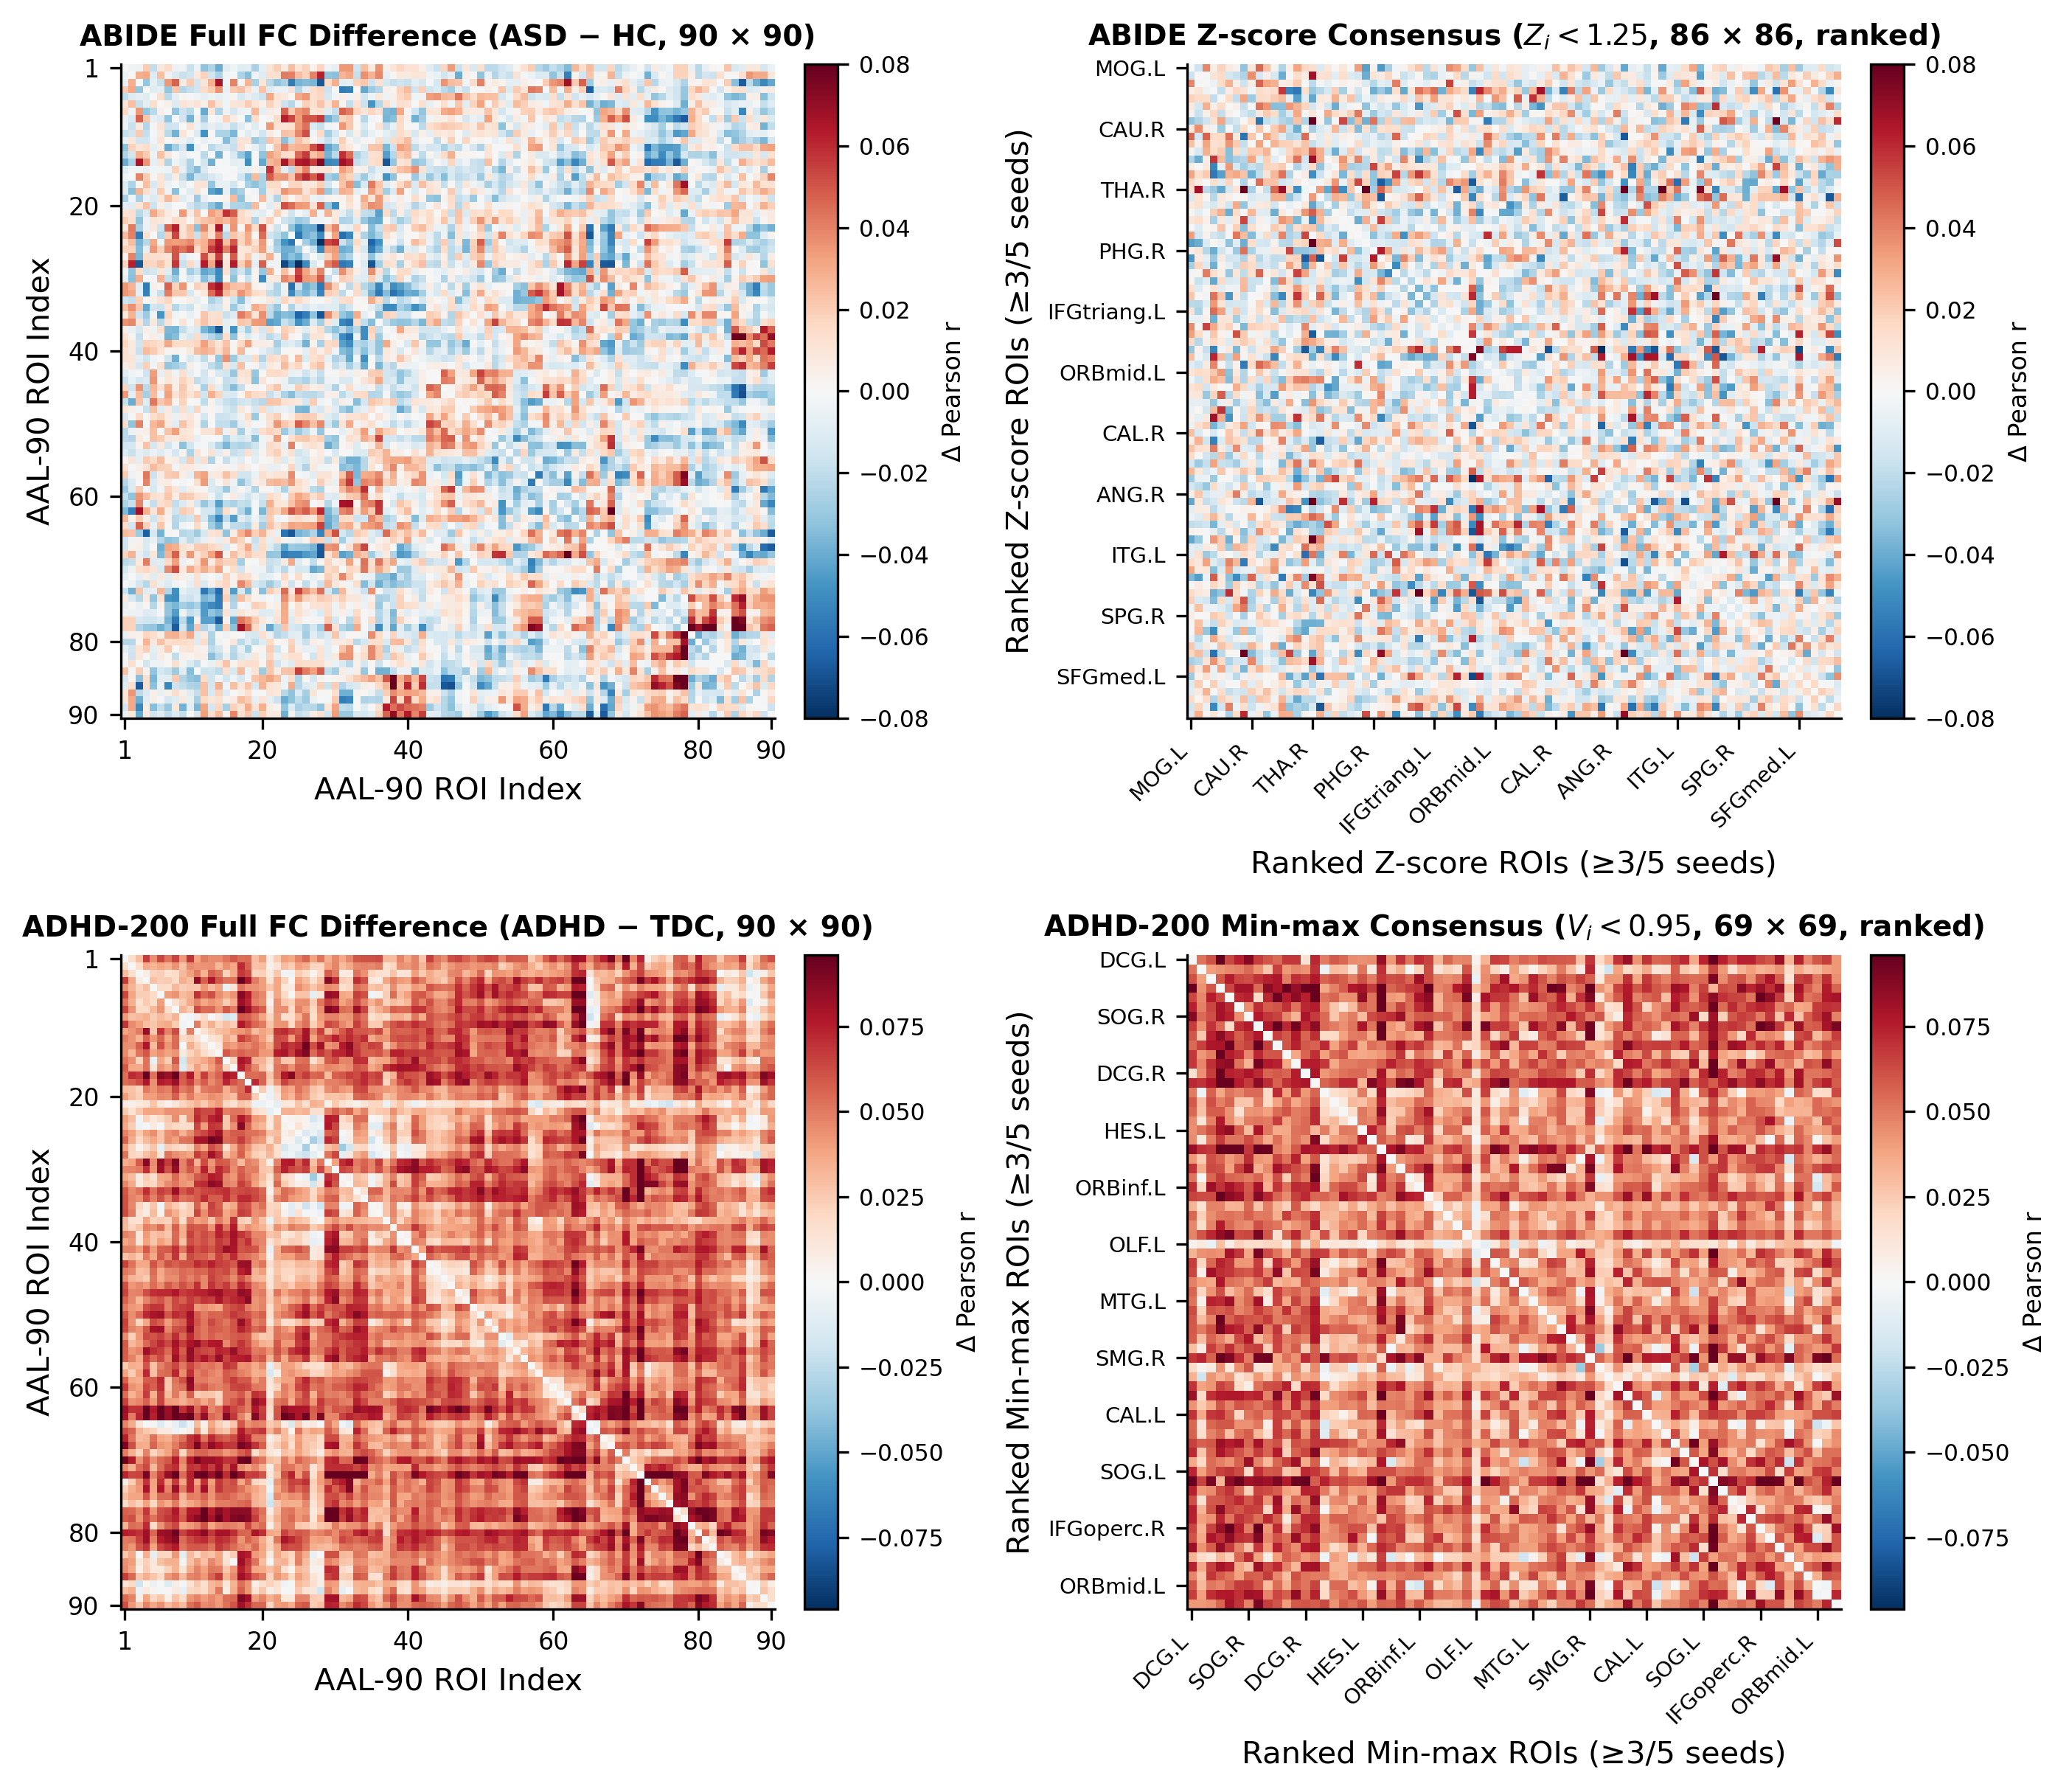 ABIDE Full FC Difference (ASD − HC, 90 × 90)
AAL-90 ROI Index
1
20
40
60
80
90
1
20
40
60
80
90
AAL-90 ROI Index
0.08
0.06
0.04
0.02
0.00
−0.02
−0.04
−0.06
−0.08
Δ Pearson r
ABIDE Z-score Consensus (Zᵢ < 1.25, 86 × 86, ranked)
Ranked Z-score ROIs (≥3/5 seeds)
MOG.L
CAU.R
THA.R
PHG.R
IFGtriang.L
ORBmid.L
CAL.R
ANG.R
ITG.L
SPG.R
SFGmed.L
MOG.L
CAU.R
THA.R
PHG.R
IFGtriang.L
ORBmid.L
CAL.R
ANG.R
ITG.L
SPG.R
SFGmed.L
Ranked Z-score ROIs (≥3/5 seeds)
0.08
0.06
0.04
0.02
0.00
−0.02
−0.04
−0.06
−0.08
Δ Pearson r
ADHD-200 Full FC Difference (ADHD − TDC, 90 × 90)
AAL-90 ROI Index
1
20
40
60
80
90
1
20
40
60
80
90
AAL-90 ROI Index
0.075
0.050
0.025
0.000
−0.025
−0.050
−0.075
Δ Pearson r
ADHD-200 Min-max Consensus (Vᵢ < 0.95, 69 × 69, ranked)
Ranked Min-max ROIs (≥3/5 seeds)
DCG.L
SOG.R
DCG.R
HES.L
ORBinf.L
OLF.L
MTG.L
SMG.R
CAL.L
SOG.L
IFGoperc.R
ORBmid.L
DCG.L
SOG.R
DCG.R
HES.L
ORBinf.L
OLF.L
MTG.L
SMG.R
CAL.L
SOG.L
IFGoperc.R
ORBmid.L
Ranked Min-max ROIs (≥3/5 seeds)
0.075
0.050
0.025
0.000
−0.025
−0.050
−0.075
Δ Pearson r